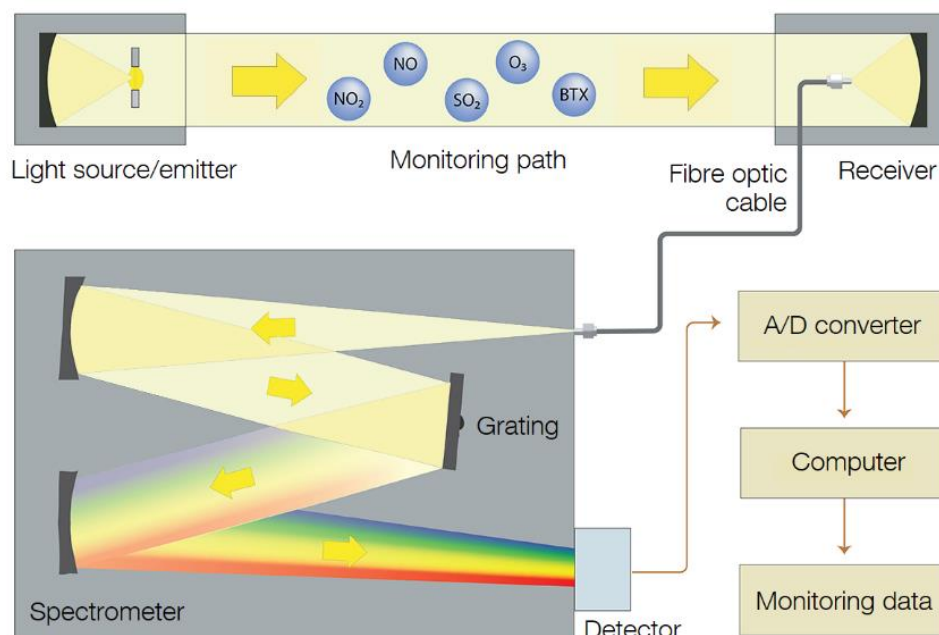 NO₂
NO
SO₂
O₃
BTX
Light source/emitter
Monitoring path
Fibre optic
cable
Receiver
A/D converter
Grating
Computer
Spectrometer
Detector
Monitoring data